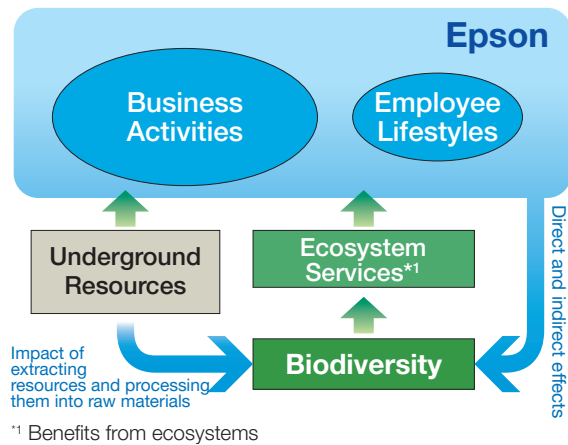 Epson
Business
Activities
Employee
Lifestyles
Underground
Resources
Ecosystem
Services*1
Direct and indirect effects
Biodiversity
Impact of
extracting
resources and processing
them into raw materials
*1 Benefits from ecosystems